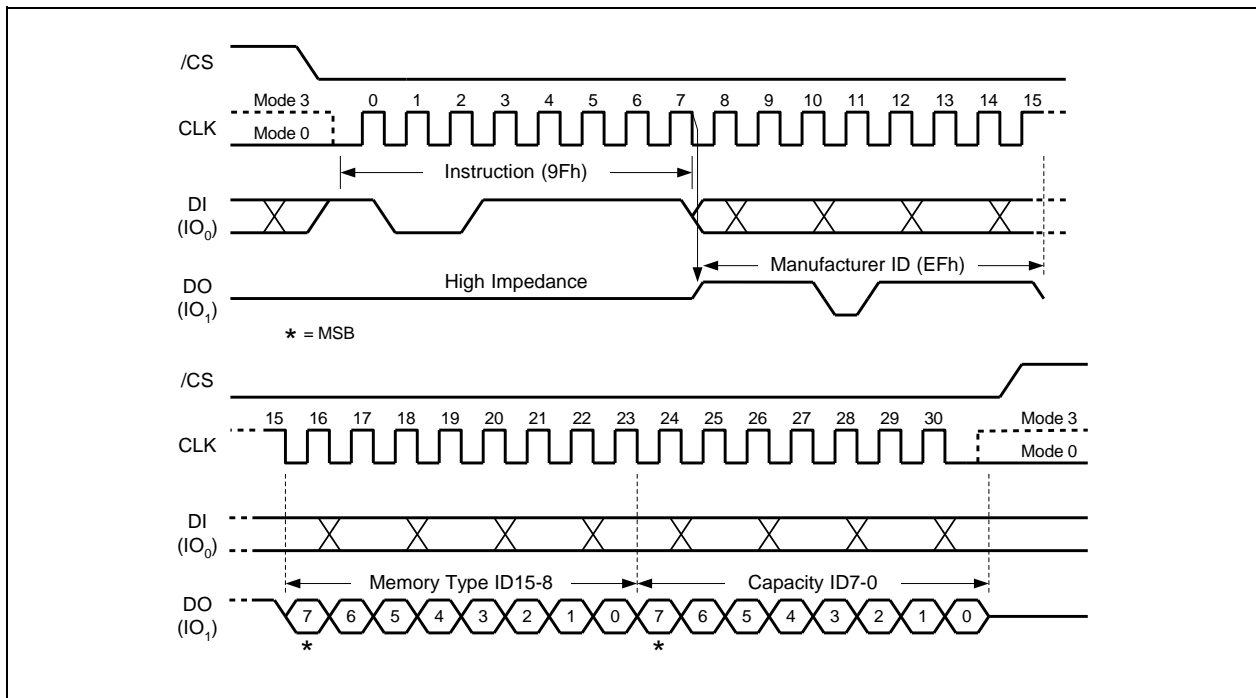 /CS
Mode 3 0 1 2 3 4 5 6 7 8 9 10 11 12 13 14 15
CLK
Mode 0
Instruction (9Fh)
DI
(IO0)
Manufacturer ID (EFh)
High Impedance
DO
(IO1)
* = MSB
/CS
15 16 17 18 19 20 21 22 23 24 25 26 27 28 29 30 Mode 3
CLK
Mode 0
DI
(IO0)
Memory Type ID15-8 Capacity ID7-0
DO
(IO1)
7 6 5 4 3 2 1 0 7 6 5 4 3 2 1 0
* *